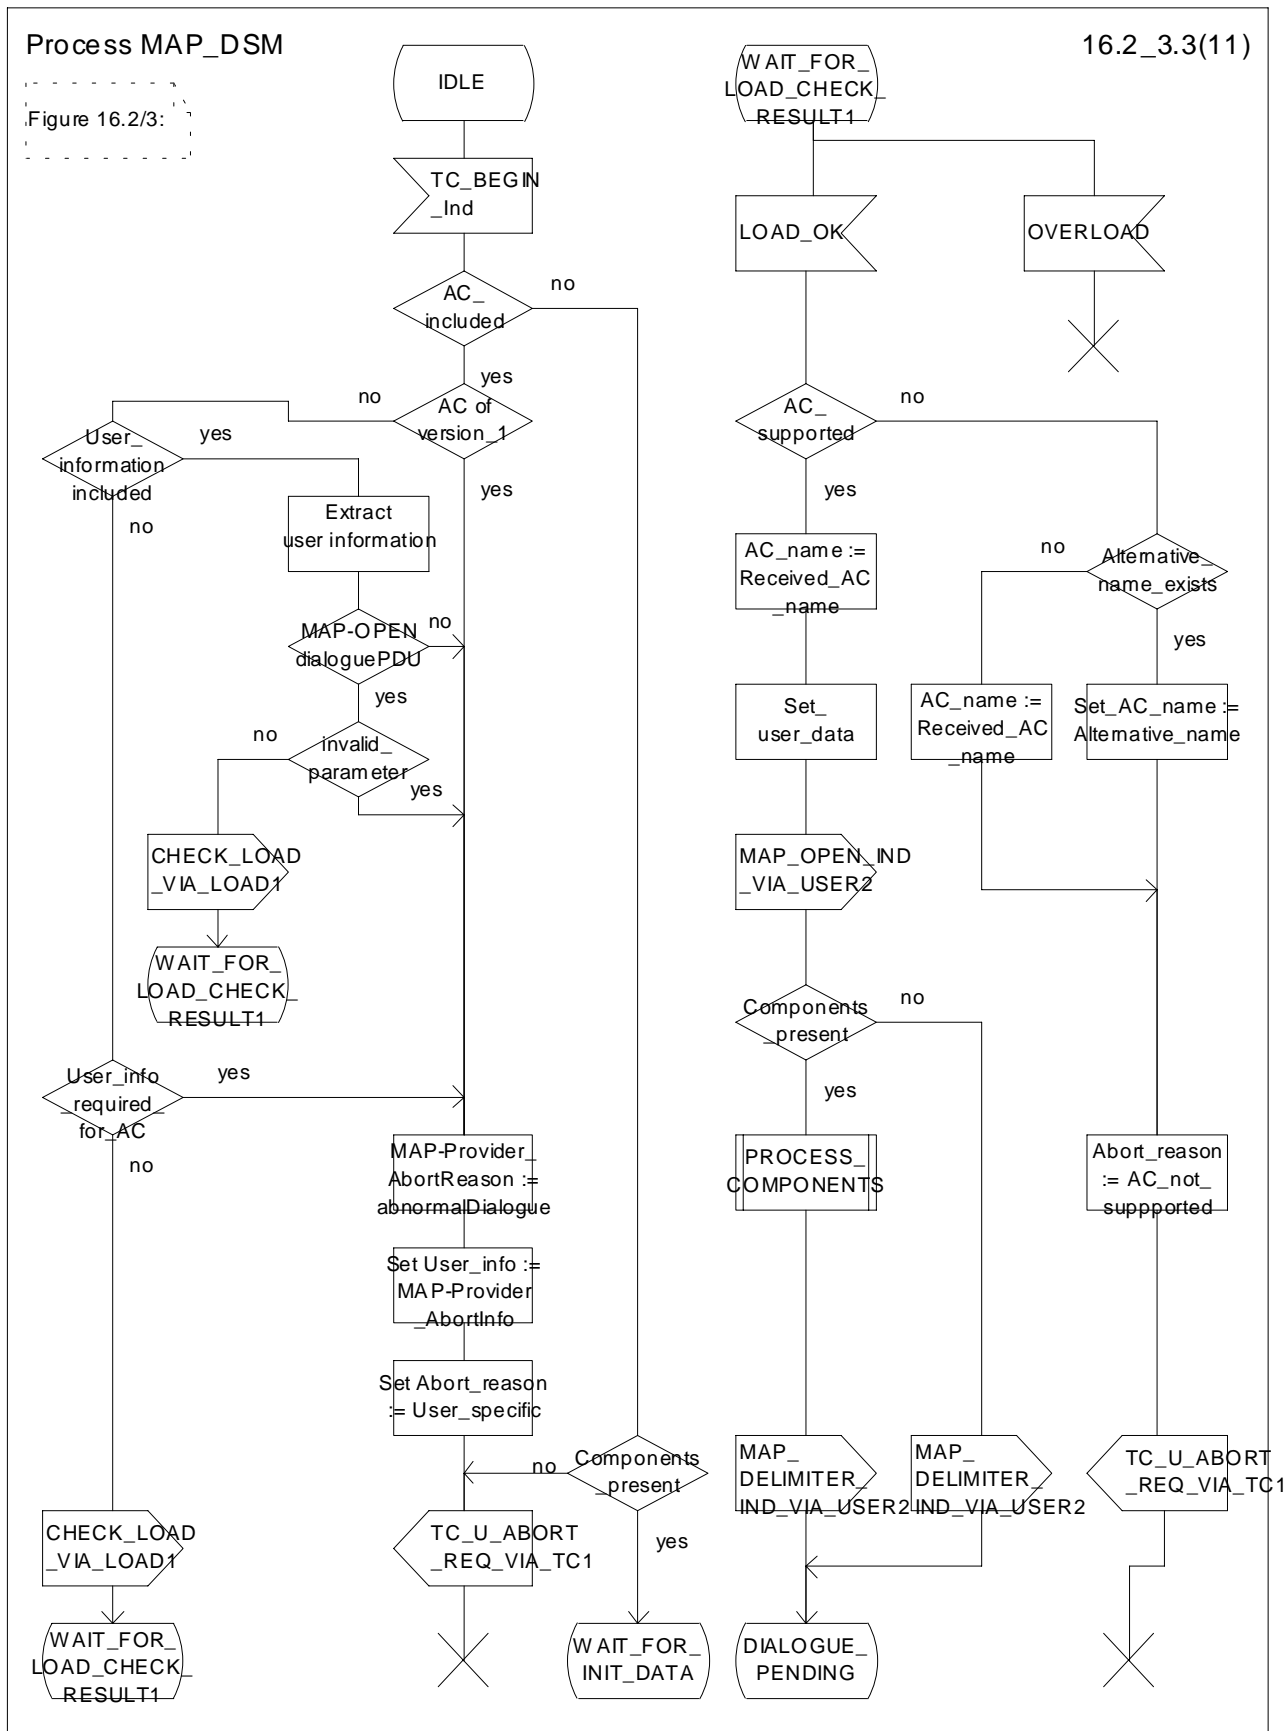 Process MAP_DSM
16.2_3.3(11)
Figure 16.2/3:
IDLE
TC_BEGIN
_Ind
AC_
included
no
yes
AC of
version_1
no
yes
User_
information
included
yes
no
Extract
user information
MAP-OPEN
dialoguePDU
no
yes
invalid_
parameter
no
yes
CHECK_LOAD
_VIA_LOAD1
WAIT_FOR_
LOAD_CHECK_
RESULT1
User_info
_required_
for_AC
yes
no
MAP-Provider_
AbortReason :=
abnormalDialogue
Set User_info :=
MAP-Provider
_AbortInfo
Set Abort_reason
:= User_specific
Components
_present
no
yes
CHECK_LOAD
_VIA_LOAD1
TC_U_ABORT
_REQ_VIA_TC1
WAIT_FOR_
LOAD_CHECK_
RESULT1
WAIT_FOR_
INIT_DATA
WAIT_FOR_
LOAD_CHECK_
RESULT1
LOAD_OK
OVERLOAD
AC_
supported
no
yes
AC_name :=
Received_AC
_name
Alternative_
name_exists
no
yes
Set_
user_data
AC_name :=
Received_AC
_name
Set_AC_name :=
Alternative_name
MAP_OPEN_IND
_VIA_USER2
Components
_present
no
yes
PROCESS_
COMPONENTS
Abort_reason
:= AC_not_
suppported
MAP_
DELIMITER_
IND_VIA_USER2
MAP_
DELIMITER_
IND_VIA_USER2
TC_U_ABORT
_REQ_VIA_TC1
DIALOGUE_
PENDING